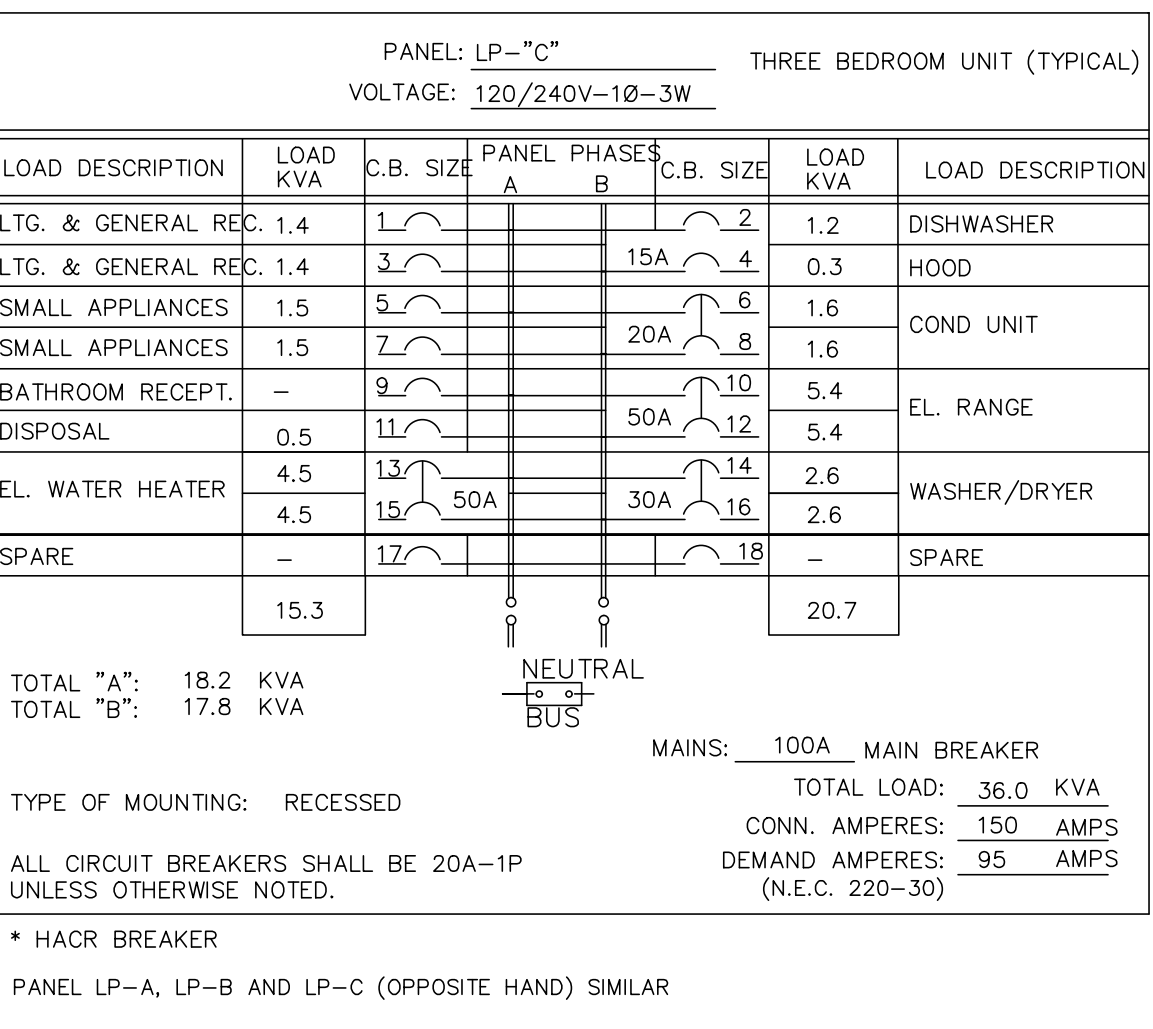 PANEL: LP-"C"
THREE BEDROOM UNIT (TYPICAL)
VOLTAGE: 120/240V-1Ø-3W
LOAD DESCRIPTION LOAD KVA C.B. SIZE PANEL PHASES A B C.B. SIZE LOAD KVA LOAD DESCRIPTION
LTG. & GENERAL REC. 1.4 1 2 1.2 DISHWASHER
LTG. & GENERAL REC. 1.4 3 15A 4 0.3 HOOD
SMALL APPLIANCES 1.5 5 6 1.6
COND UNIT
SMALL APPLIANCES 1.5 7 20A 8 1.6
BATHROOM RECEPT. - 9 10 5.4
EL. RANGE
DISPOSAL 0.5 11 50A 12 5.4
4.5 13 14 2.6
EL. WATER HEATER WASHER/DRYER
4.5 15 50A 30A 16 2.6
SPARE - 17 18 - SPARE
15.3 20.7
NEUTRAL
BUS
TOTAL "A": 18.2 KVA
TOTAL "B": 17.8 KVA
MAINS: 100A MAIN BREAKER
TOTAL LOAD: 36.0 KVA
TYPE OF MOUNTING: RECESSED
CONN. AMPERES: 150 AMPS
DEMAND AMPERES: 95 AMPS
(N.E.C. 220-30)
ALL CIRCUIT BREAKERS SHALL BE 20A-1P
UNLESS OTHERWISE NOTED.
* HACR BREAKER
PANEL LP-A, LP-B AND LP-C (OPPOSITE HAND) SIMILAR